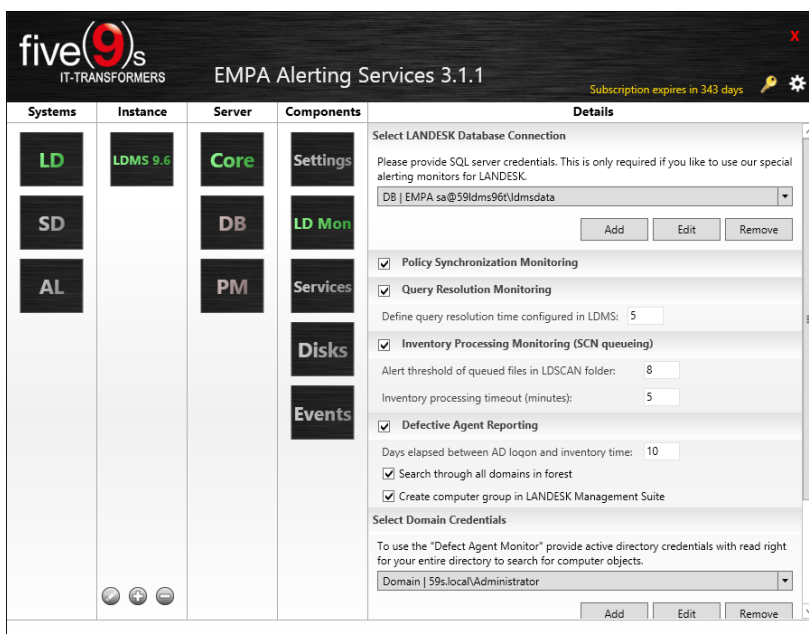 five(9)s
IT-TRANSFORMERS
EMPA Alerting Services 3.1.1
X
Subscription expires in 343 days
Systems
Instance
Server
Components
Details
LD
SD
AL
LDMS 9.6
Core
DB
PM
Settings
LD Mon
Services
Disks
Events
Select LANDESK Database Connection
Please provide SQL server credentials. This is only required if you like to use our special
alerting monitors for LANDESK.
DB | EMPA sa@59ldms96t\ldmsdata
Add
Edit
Remove
Policy Synchronization Monitoring
Query Resolution Monitoring
Define query resolution time configured in LDMS: 5
Inventory Processing Monitoring (SCN queueing)
Alert threshold of queued files in LDSCAN folder: 8
Inventory processing timeout (minutes): 5
Defective Agent Reporting
Days elapsed between AD logon and inventory time: 10
Search through all domains in forest
Create computer group in LANDESK Management Suite
Select Domain Credentials
To use the "Defect Agent Monitor" provide active directory credentials with read right
for your entire directory to search for computer objects.
Domain | 59s.local\Administrator
Add
Edit
Remove